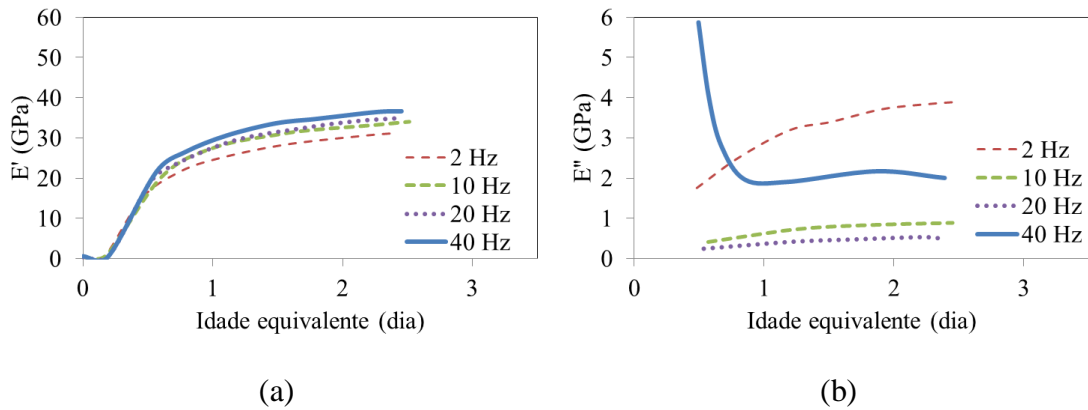 60
50
40
30
20
10
0
E' (GPa)
0 1 2 3
Idade equivalente (dia)
2 Hz
10 Hz
20 Hz
40 Hz
(a)
6
5
4
3
2
1
0
E" (GPa)
0 1 2 3
Idade equivalente (dia)
2 Hz
10 Hz
20 Hz
40 Hz
(b)